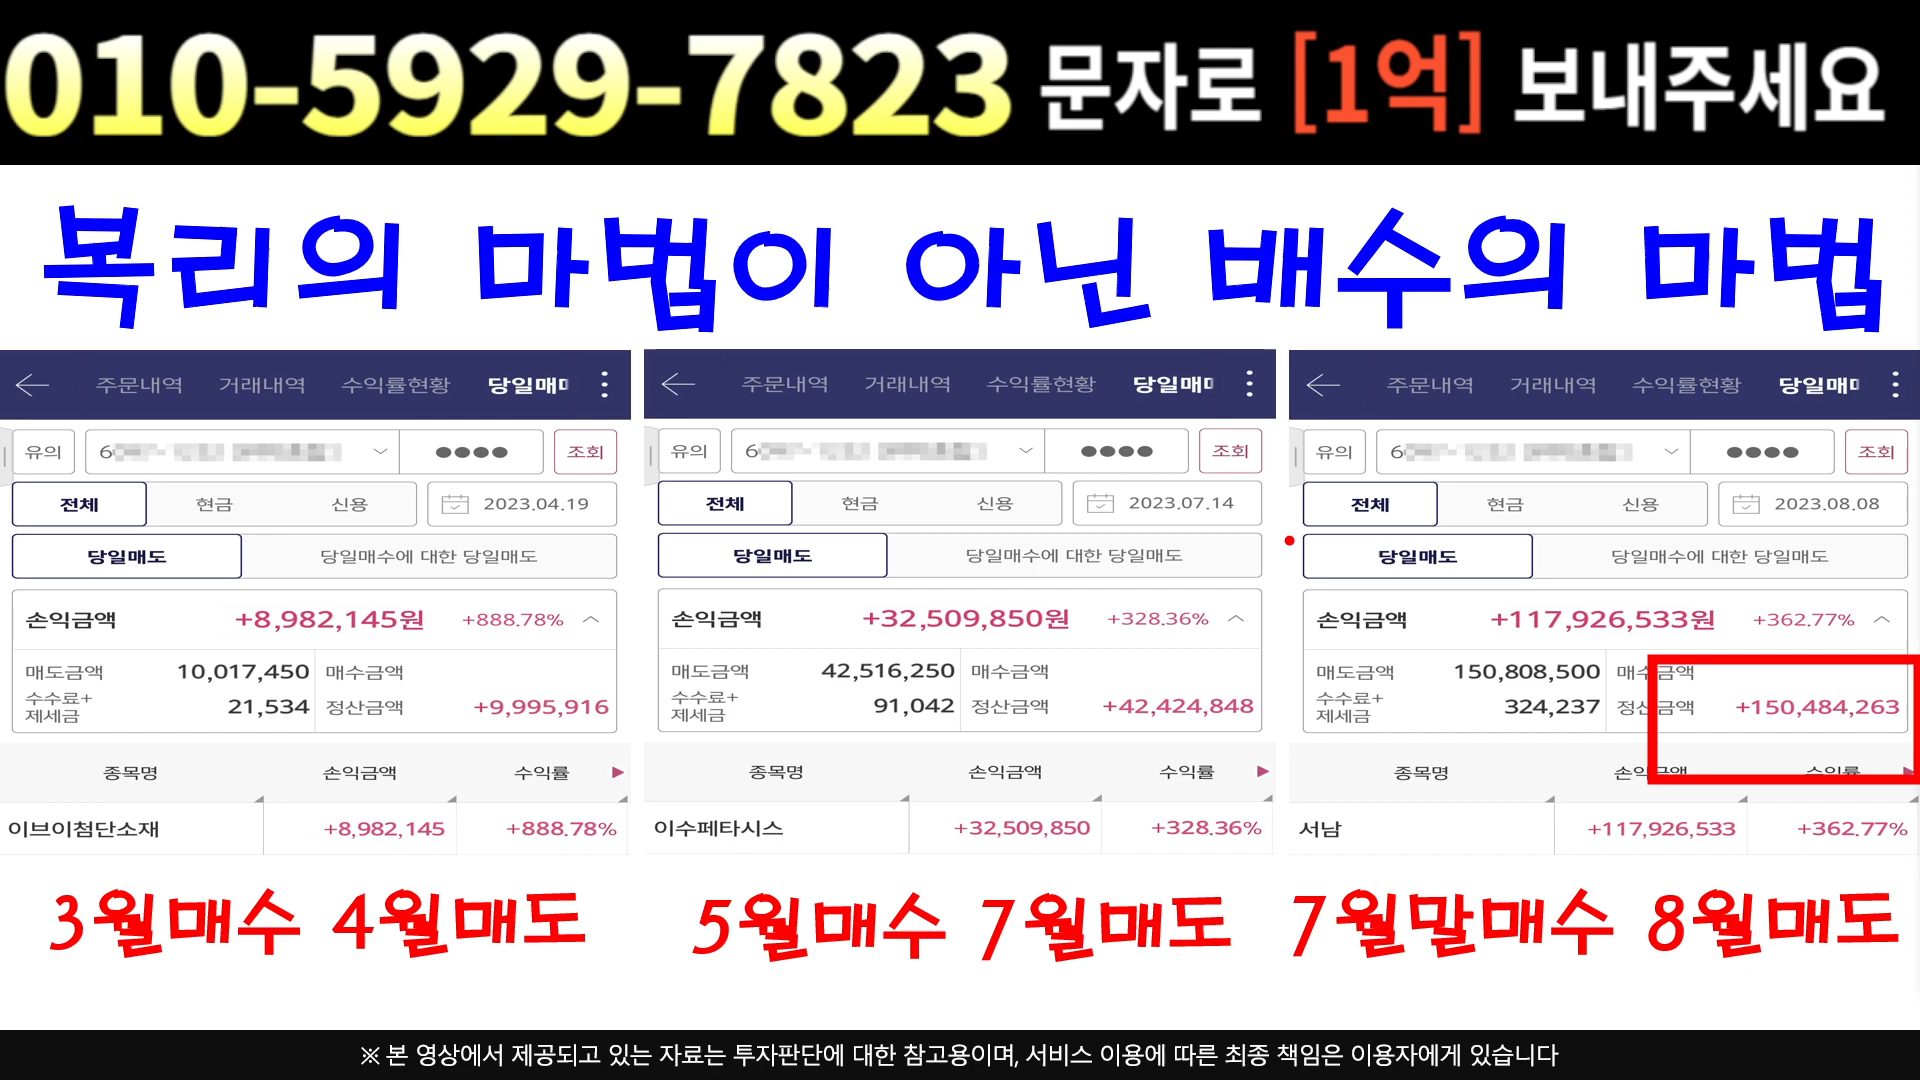 010-5929-7823 문자로 [1억] 보내주세요
복리의 마법이 아닌 배수의 마법
주문내역 거래내역 수익률현황 당일매
유의 6 조회
전체 현금 신용 2023.04.19
당일매도 당일매수에 대한 당일매도
손익금액 +8,982,145원 +888.78%
매도금액 10,017,450 매수금액
수수료+
제세금 21,534 정산금액 +9,995,916
종목명 손익금액 수익률
이브이첨단소재 +8,982,145 +888.78%
3월매수 4월매도
주문내역 거래내역 수익률현황 당일매
유의 6 조회
전체 현금 신용 2023.07.14
당일매도 당일매수에 대한 당일매도
손익금액 +32,509,850원 +328.36%
매도금액 42,516,250 매수금액
수수료+
제세금 91,042 정산금액 +42,424,848
종목명 손익금액 수익률
이수페타시스 +32,509,850 +328.36%
5월매수 7월매도
주문내역 거래내역 수익률현황 당일매
유의 6 조회
전체 현금 신용 2023.08.08
당일매도 당일매수에 대한 당일매도
손익금액 +117,926,533원 +362.77%
매도금액 150,808,500 매수금액
수수료+
제세금 324,237 정산금액 +150,484,263
종목명 손익금액 수익률
서남 +117,926,533 +362.77%
7월말매수 8월매도
※ 본 영상에서 제공되고 있는 자료는 투자판단에 대한 참고용이며, 서비스 이용에 따른 최종 책임은 이용자에게 있습니다